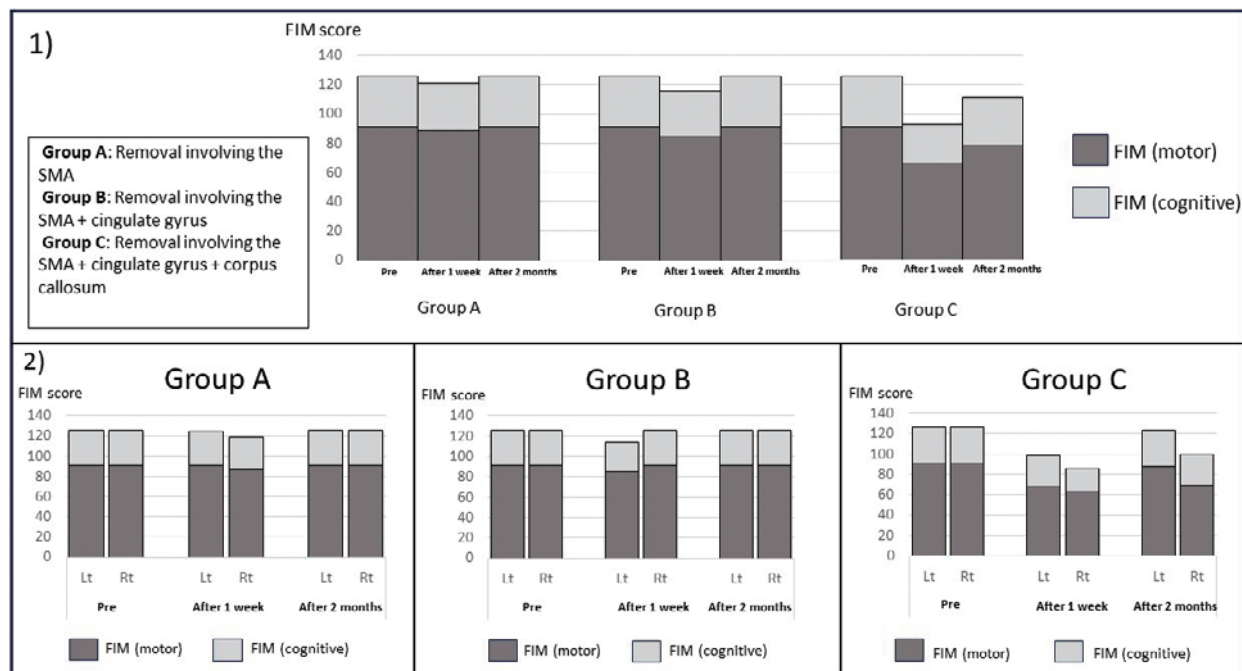 1)
FIM score
140
120
100
80
60
40
20
0
Pre After 1 week After 2 months
Pre After 1 week After 2 months
Pre After 1 week After 2 months
Group A
Group B
Group C
FIM (motor)
FIM (cognitive)
Group A: Removal involving the
SMA
Group B: Removal involving the
SMA + cingulate gyrus
Group C: Removal involving the
SMA + cingulate gyrus + corpus
callosum
2)
Group A
FIM score
140
120
100
80
60
40
20
0
Lt Rt Lt Rt Lt Rt
Pre After 1 week After 2 months
FIM (motor) FIM (cognitive)
Group B
FIM score
140
120
100
80
60
40
20
0
Lt Rt Lt Rt Lt Rt
Pre After 1 week After 2 months
FIM (motor) FIM (cognitive)
Group C
FIM score
140
120
100
80
60
40
20
0
Lt Rt Lt Rt Lt Rt
Pre After 1 week After 2 months
FIM (motor) FIM (cognitive)